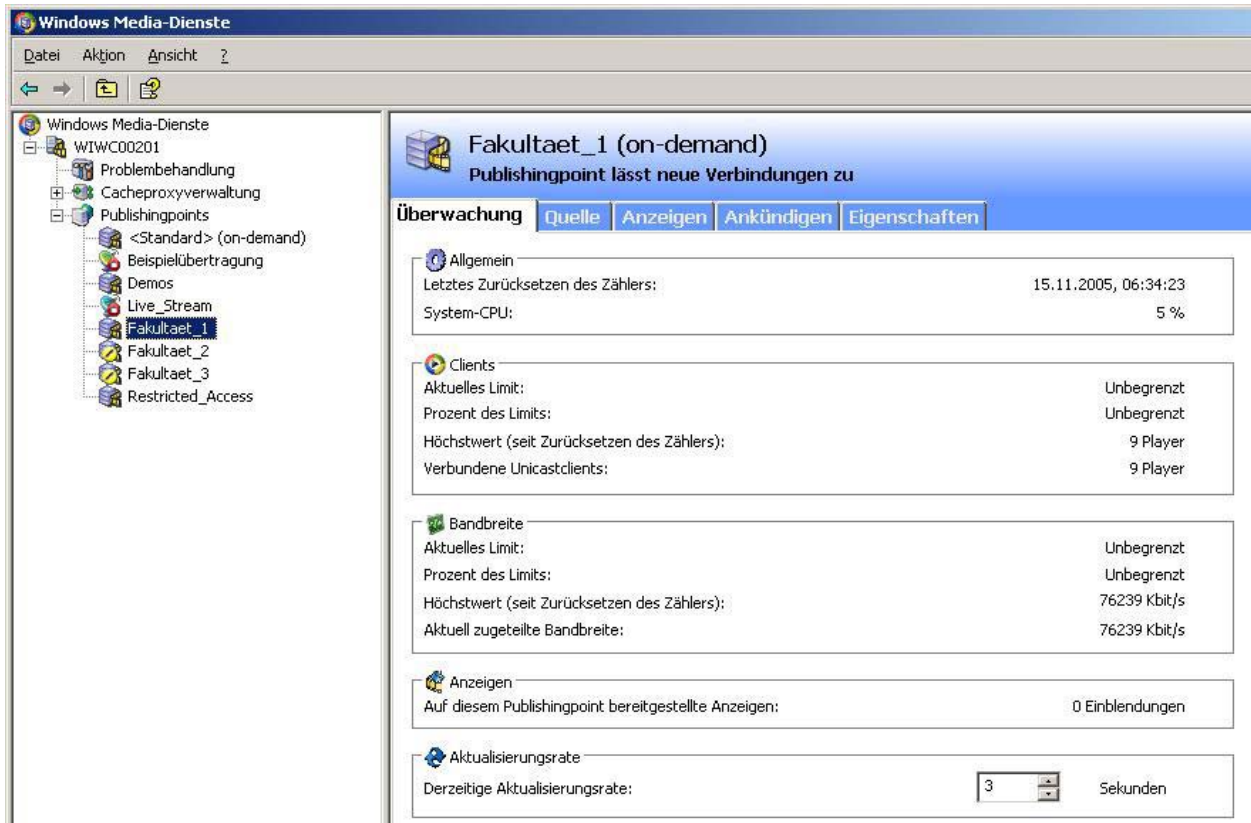 Windows Media-Dienste
Datei Aktion Ansicht ?
Windows Media-Dienste
WIWC00201
Problembehandlung
Cacheproxyverwaltung
Publishingpoints
<Standard> (on-demand)
Beispielübertragung
Demos
Live_Stream
Fakultaet_1
Fakultaet_2
Fakultaet_3
Restricted_Access
Fakultaet_1 (on-demand)
Publishingpoint lässt neue Verbindungen zu
Überwachung Quelle Anzeigen Ankündigen Eigenschaften
Allgemein
Letztes Zurücksetzen des Zählers: 15.11.2005, 06:34:23
System-CPU: 5 %
Clients
Aktuelles Limit: Unbegrenzt
Prozent des Limits: Unbegrenzt
Höchstwert (seit Zurücksetzen des Zählers): 9 Player
Verbundene Unicastclients: 9 Player
Bandbreite
Aktuelles Limit: Unbegrenzt
Prozent des Limits: Unbegrenzt
Höchstwert (seit Zurücksetzen des Zählers): 76239 Kbit/s
Aktuell zugeteilte Bandbreite: 76239 Kbit/s
Anzeigen
Auf diesem Publishingpoint bereitgestellte Anzeigen: 0 Einblendungen
Aktualisierungsrate
Derzeitige Aktualisierungsrate: 3 Sekunden